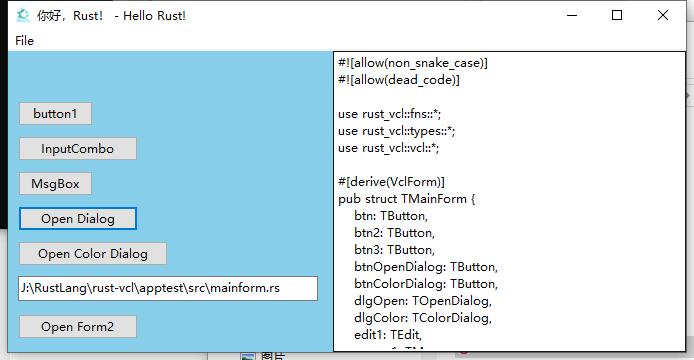 你好，Rust！ - Hello Rust!
File
button1
InputCombo
MsgBox
Open Dialog
Open Color Dialog
J:\RustLang\rust-vcl\apptest\src\mainform.rs
Open Form2
#![allow(non_snake_case)]
#![allow(dead_code)]
use rust_vcl::fns::*;
use rust_vcl::types::*;
use rust_vcl::vcl::*;
#[derive(VclForm)]
pub struct TMainForm {
btn: TButton,
btn2: TButton,
btn3: TButton,
btnOpenDialog: TButton,
btnColorDialog: TButton,
dlgOpen: TOpenDialog,
dlgColor: TColorDialog,
edit1: TEdit,
图片